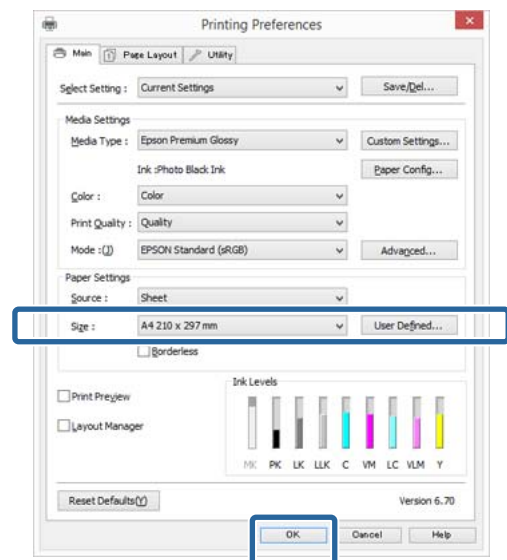 Printing Preferences
Main Page Layout Utility
Select Setting : Current Settings Save/Del...
Media Settings
Media Type : Epson Premium Glossy Custom Settings...
Ink :Photo Black Ink Paper Config...
Color : Color
Print Quality : Quality
Mode :(J) EPSON Standard (sRGB) Advanced...
Paper Settings
Source : Sheet
Size : A4 210 x 297 mm User Defined...
Borderless
Ink Levels
Print Preview
Layout Manager
MK PK LK LLK C VM LC VLM Y
Reset Defaults(Y) Version 6.70
OK Cancel Help